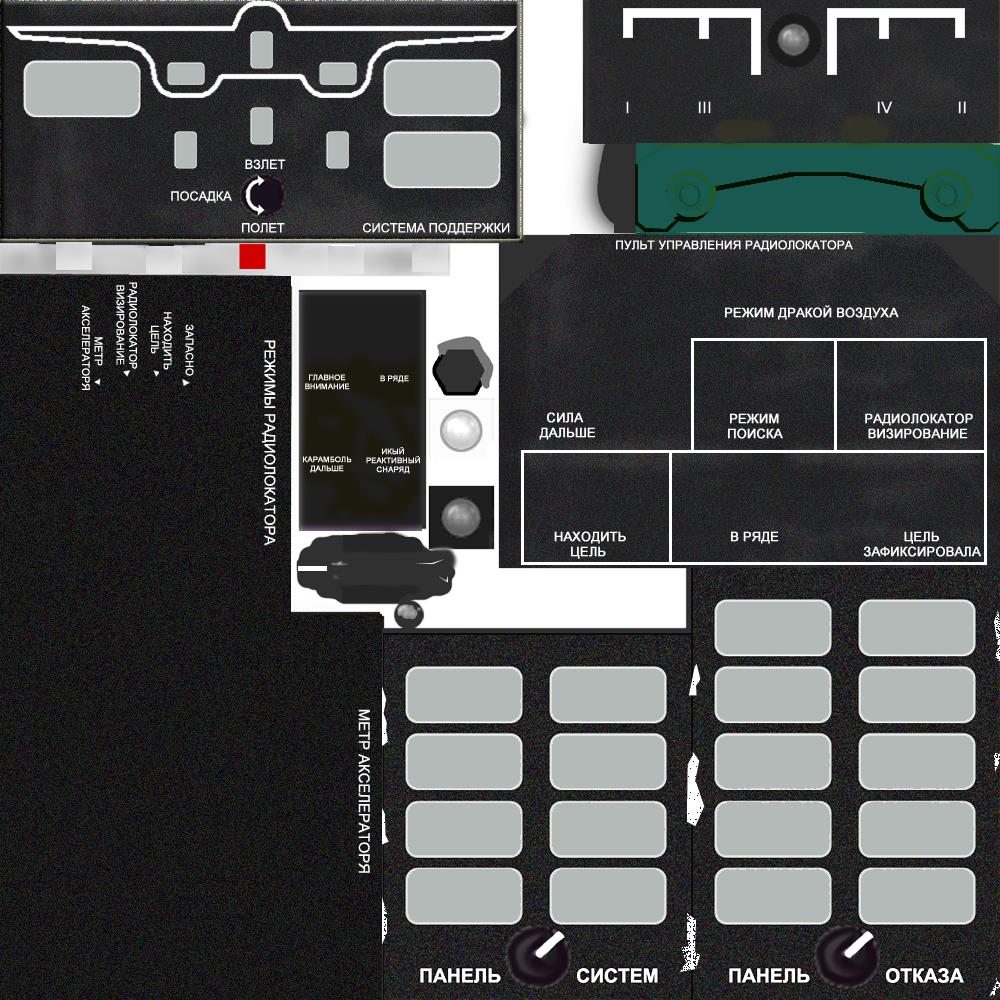 ВЗЛЕТ
ПОСАДКА
ПОЛЕТ
СИСТЕМА ПОДДЕРЖКИ
I
III
IV
II
ПУЛЬТ УПРАВЛЕНИЯ РАДИОЛОКАТОРА
РЕЖИМ ДРАКОЙ ВОЗДУХА
СИЛА
ДАЛЬШЕ
РЕЖИМ
ПОИСКА
РАДИОЛОКАТОР
ВИЗИРОВАНИЕ
НАХОДИТЬ
ЦЕЛЬ
В РЯДЕ
ЦЕЛЬ
ЗАФИКСИРОВАЛА
МЕТР
АКСЕЛЕРАТОРЯ
РАДИОЛОКАТОР
ВИЗИРОВАНИЕ
НАХОДИТЬ
ЦЕЛЬ
ЗАПАСНО
РЕЖИМЫ РАДИОЛОКАТОРА
ГЛАВНОЕ
ВНИМАНИЕ
В РЯДЕ
КАРАМБОЛЬ
ДАЛЬШЕ
ИКЫЙ
РЕАКТИВНЫЙ
СНАРЯД
МЕТР АКСЕЛЕРАТОРЯ
ПАНЕЛЬ СИСТЕМ
ПАНЕЛЬ ОТКАЗА